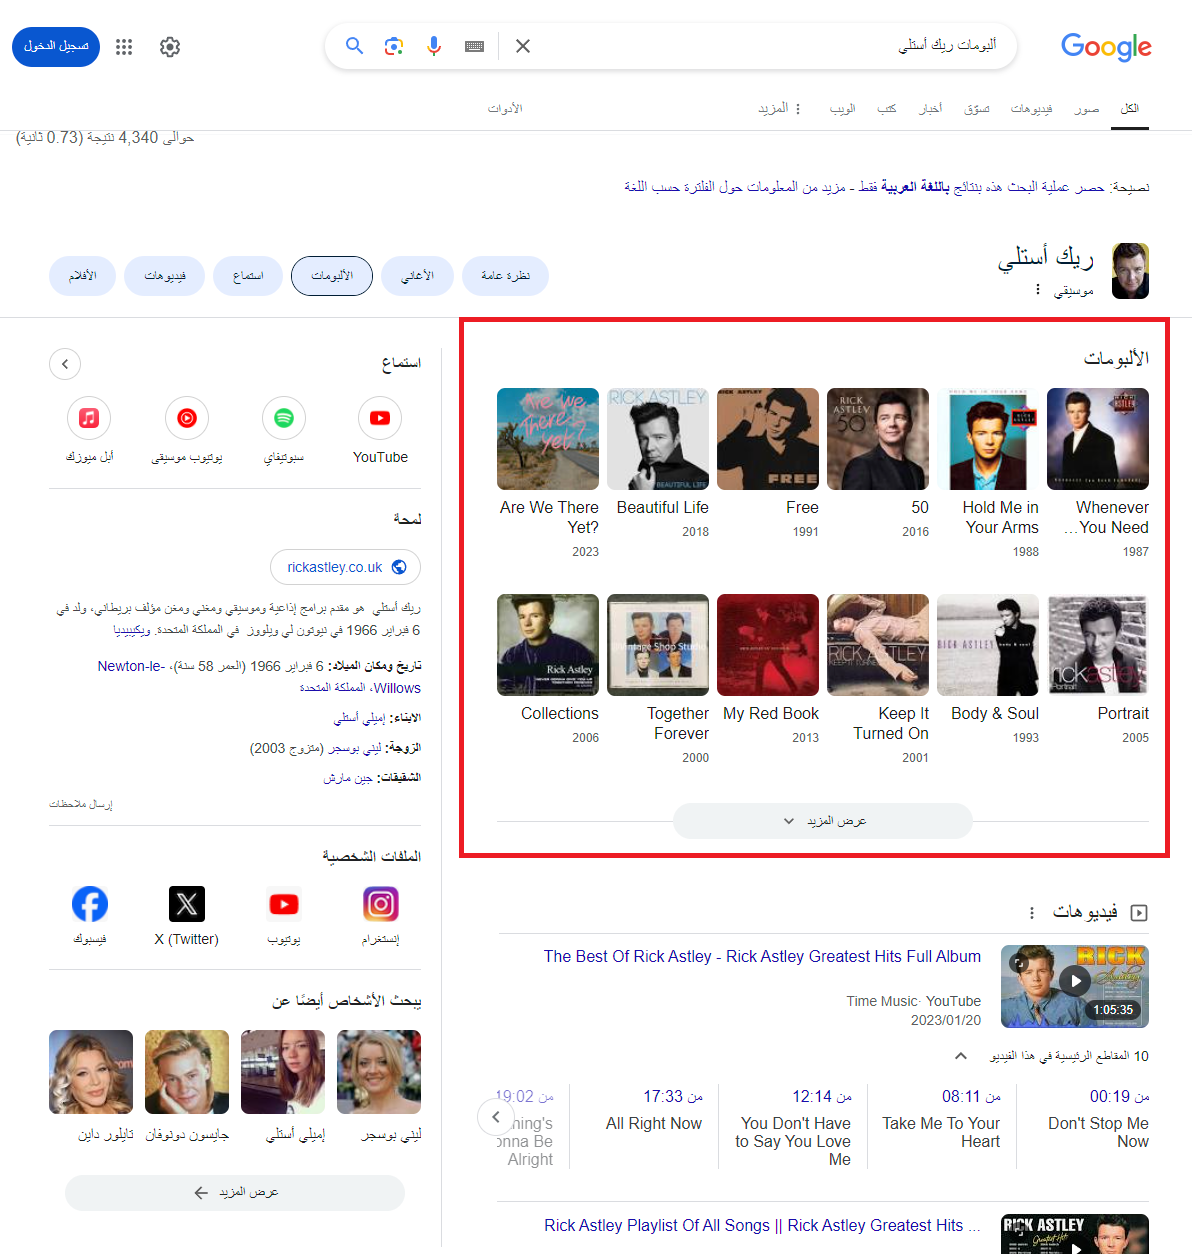 Google
ألبومات ريك أستلي
تسجيل الدخول
الكل
صور
فيديوهات
تسوّق
أخبار
كتب
الويب
المزيد
الأدوات
حوالى 4,340 نتيجة (0.73 ثانية)
نصيحة: حصر عملية البحث هذه بنتائج باللغة العربية فقط - مزيد من المعلومات حول الفلترة حسب اللغة
ريك أستلي
موسيقي
نظرة عامة
الأغاني
الألبومات
استماع
فيديوهات
الأفلام
الألبومات
Whenever
You Need…
1987
Hold Me in
Your Arms
1988
50
2016
Free
1991
Beautiful Life
2018
Are We There
Yet?
2023
Portrait
2005
Body & Soul
1993
Keep It
Turned On
2001
My Red Book
2013
Together
Forever
2000
Collections
2006
عرض المزيد
فيديوهات
The Best Of Rick Astley - Rick Astley Greatest Hits Full Album
Time Music· YouTube
2023/01/20
1:05:35
10 المقاطع الرئيسية في هذا الفيديو
من 00:19
Don't Stop Me
Now
من 08:11
Take Me To Your
Heart
من 12:14
You Don't Have
to Say You Love
Me
من 17:33
All Right Now
من 19:02
Alright
Rick Astley Playlist Of All Songs || Rick Astley Greatest Hits ...
استماع
YouTube
سبوتيفاي
يوتيوب موسيقى
أبل ميوزك
لمحة
rickastley.co.uk
ريك أستلي هو مقدم برامج إذاعية وموسيقي ومغني ومغن مؤلف بريطاني، ولد في
6 فبراير 1966 في نيوتون لي ويلووز في المملكة المتحدة. ويكيبيديا
تاريخ ومكان الميلاد: 6 فبراير 1966 (العمر 58 سنة)، Newton-le-
Willows، المملكة المتحدة
الابناء: إميلي أستلي
الزوجة: ليني بوسجر (متزوج 2003)
الشقيقات: جين مارش
إرسال ملاحظات
الملفات الشخصية
إنستغرام
يوتيوب
X (Twitter)
فيسبوك
يبحث الأشخاص أيضًا عن
ليني بوسجر
إميلي أستلي
جايسون دونوفان
تايلور داين
عرض المزيد